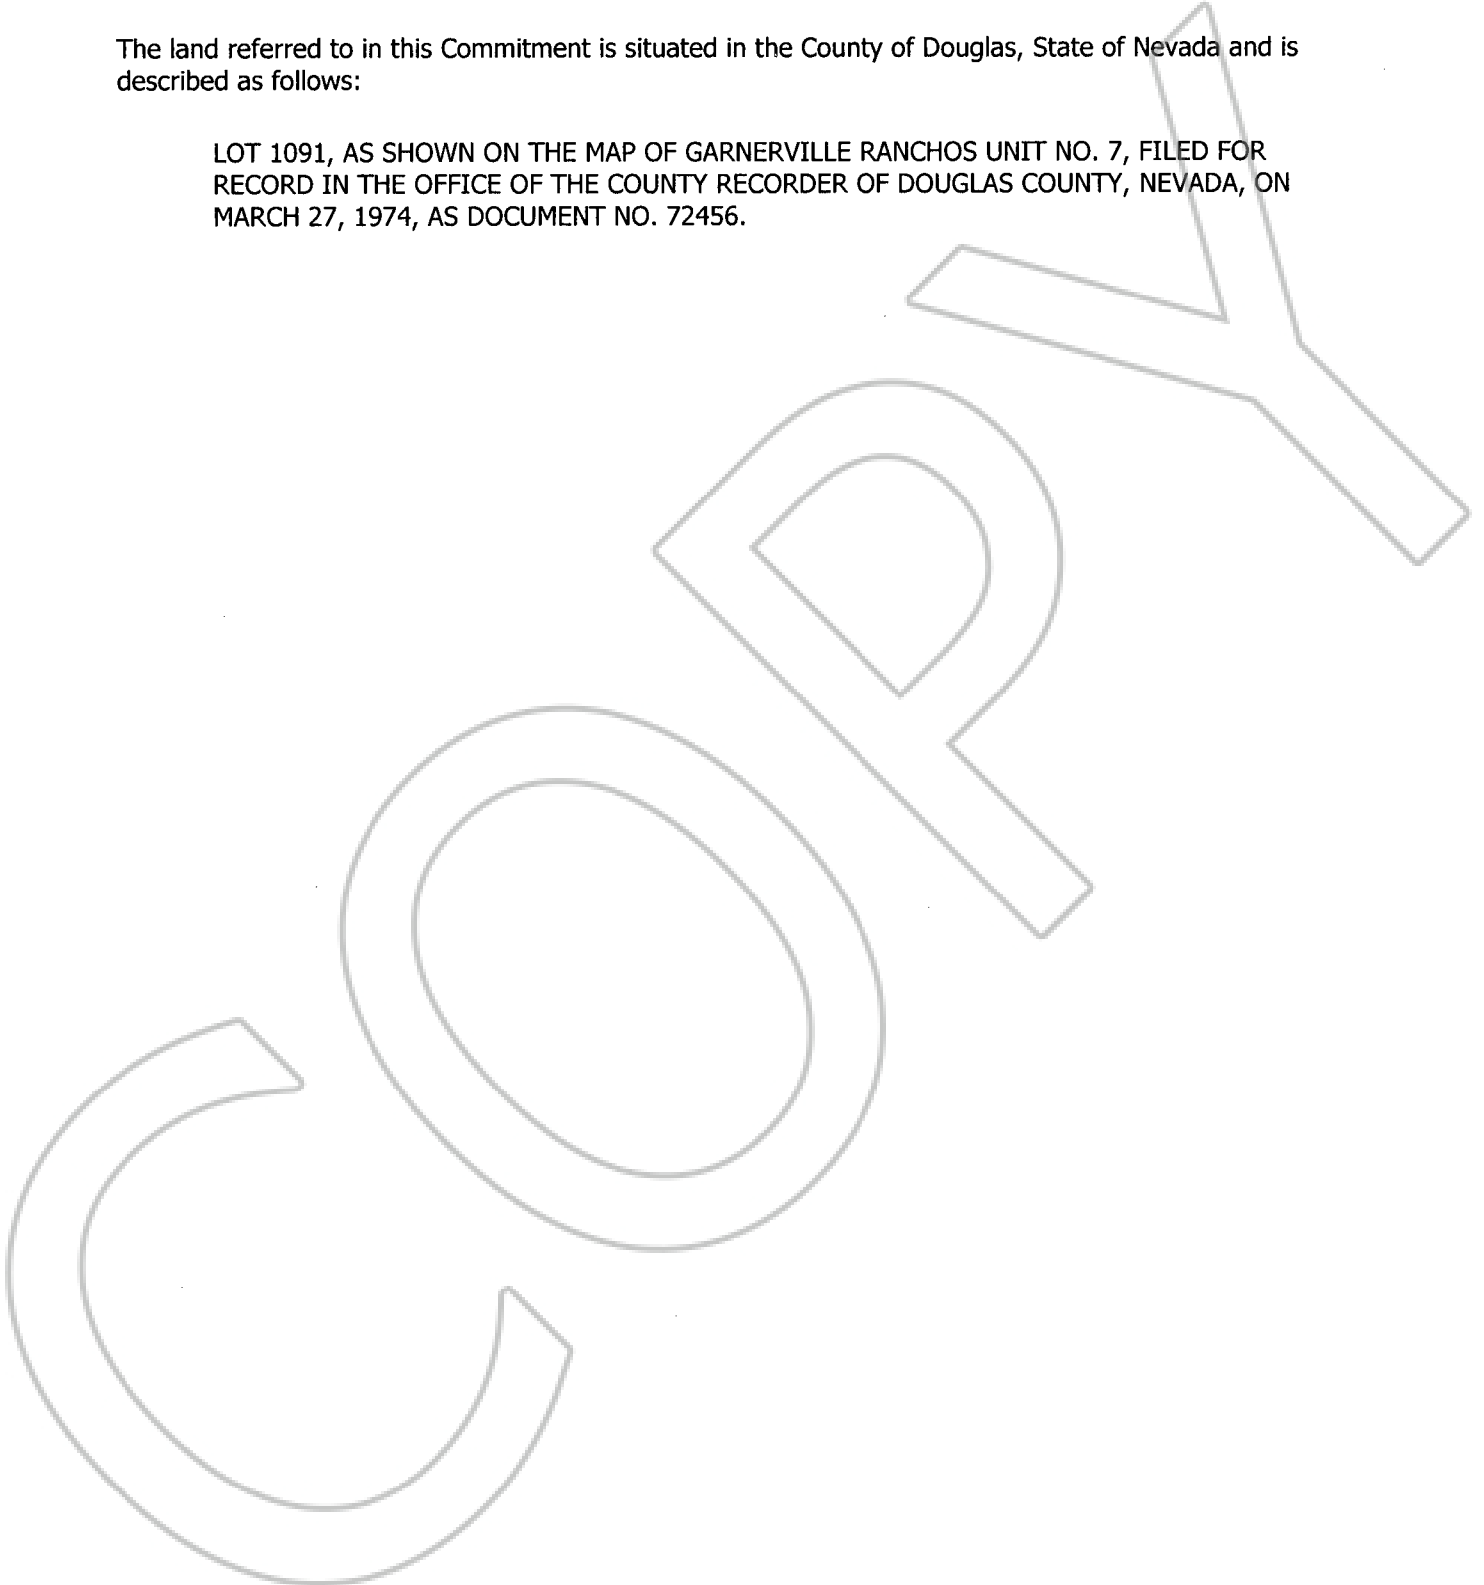 The land referred to in this Commitment is situated in the County of Douglas, State of Nevada and is
described as follows:
LOT 1091, AS SHOWN ON THE MAP OF GARNERVILLE RANCHOS UNIT NO. 7, FILED FOR
RECORD IN THE OFFICE OF THE COUNTY RECORDER OF DOUGLAS COUNTY, NEVADA, ON
MARCH 27, 1974, AS DOCUMENT NO. 72456.
COPY